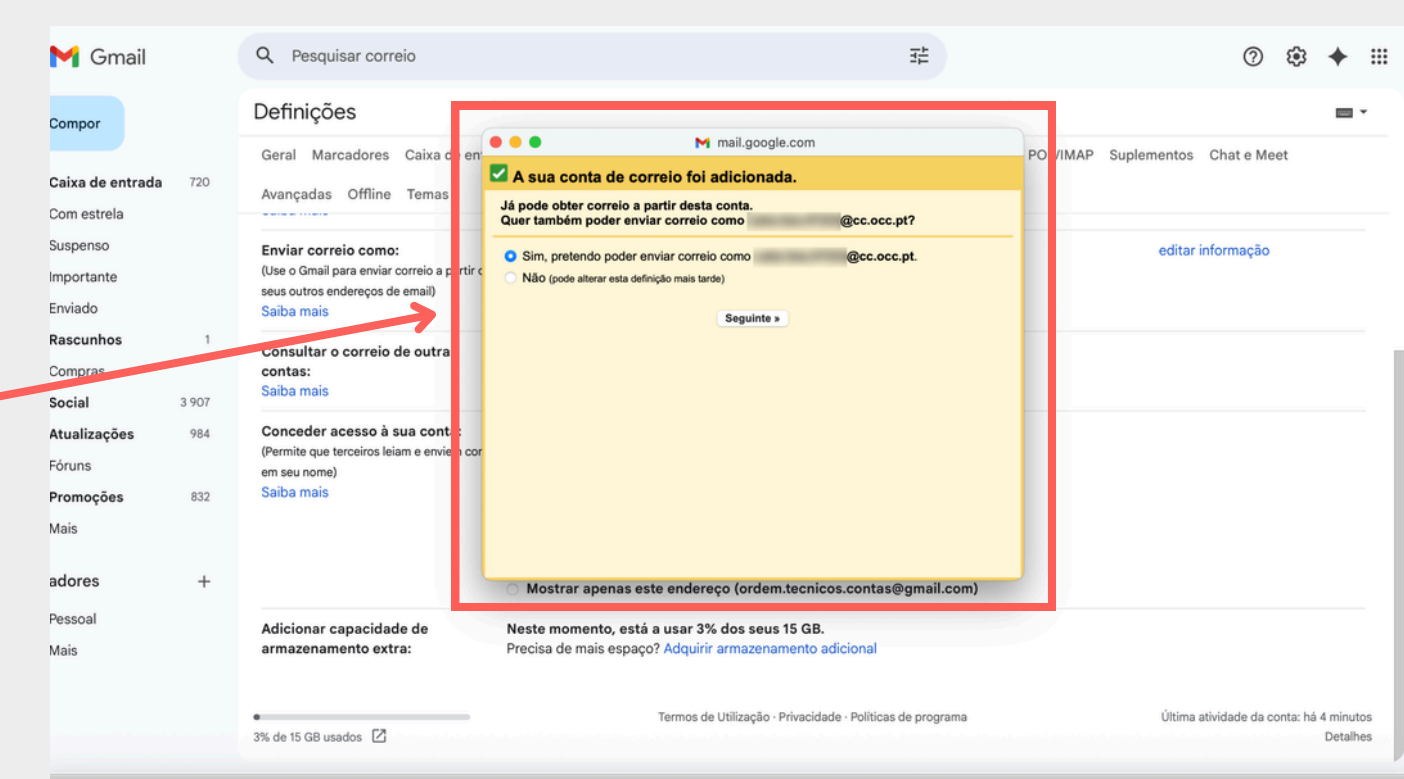 Gmail
Pesquisar correio
Compor
Caixa de entrada 720
Com estrela
Suspenso
Importante
Enviado
Rascunhos 1
Compras
Social 3 907
Atualizações 984
Fóruns
Promoções 832
Mais
adores +
Pessoal
Mais
Definições
Geral Marcadores Caixa de en
PO /IMAP Suplementos Chat e Meet
Avançadas Offline Temas
Saiba mais
Enviar correio como:
(Use o Gmail para enviar correio a partir d
seus outros endereços de email)
Saiba mais
editar informação
Consultar o correio de outra
contas:
Saiba mais
Conceder acesso à sua conta:
(Permite que terceiros leiam e enviem cor
em seu nome)
Saiba mais
mail.google.com
A sua conta de correio foi adicionada.
Já pode obter correio a partir desta conta.
Quer também poder enviar correio como @cc.occ.pt?
Sim, pretendo poder enviar correio como @cc.occ.pt.
Não (pode alterar esta definição mais tarde)
Seguinte »
Mostrar apenas este endereço (ordem.tecnicos.contas@gmail.com)
Adicionar capacidade de
armazenamento extra:
Neste momento, está a usar 3% dos seus 15 GB.
Precisa de mais espaço? Adquirir armazenamento adicional
3% de 15 GB usados
Termos de Utilização · Privacidade · Políticas de programa
Última atividade da conta: há 4 minutos
Detalhes